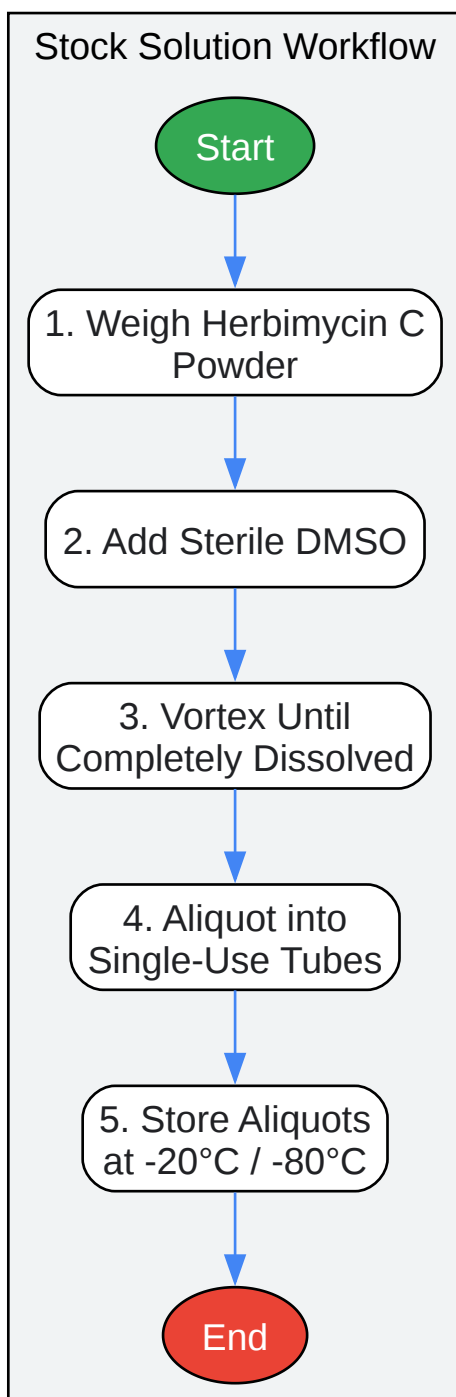 Stock Solution Workflow
Start
1. Weigh Herbimycin C
Powder
2. Add Sterile DMSO
3. Vortex Until
Completely Dissolved
4. Aliquot into
Single-Use Tubes
5. Store Aliquots
at -20°C / -80°C
End